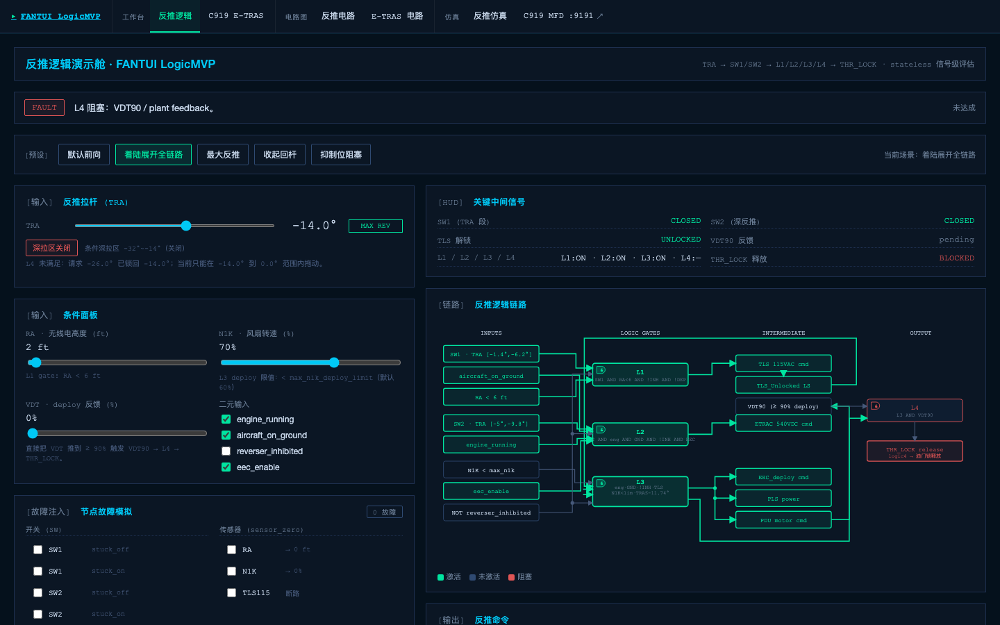 ▸ FANTUI LogicMVP
工作台
反推逻辑
C919 E-TRAS
电路图
反推电路
E-TRAS 电路
仿真
反推仿真
C919 MFD :9191 ↗
反推逻辑演示舱 · FANTUI LogicMVP
TRA → SW1/SW2 → L1/L2/L3/L4 → THR_LOCK · stateless 信号级评估
FAULT
L4 阻塞：VDT90 / plant feedback。
未达成
[预设]
默认前向
着陆展开全链路
最大反推
收起回杆
抑制位阻塞
当前场景：着陆展开全链路
[输入] 反推拉杆 (TRA)
TRA
-14.0°
MAX REV
深拉区关闭
条件深拉区 -32°~-14° (关闭)
L4 未满足：请求 -26.0° 已锁回 -14.0°；当前只能在 -14.0° 到 0.0° 范围内拖动。
[输入] 条件面板
RA · 无线电高度 (ft)
2 ft
L1 gate: RA < 6 ft
N1K · 风扇转速 (%)
70%
L3 deploy 限值：< max_n1k_deploy_limit (默认
60%)
VDT · deploy 反馈 (%)
0%
直接把 VDT 推到 ≥ 90% 触发 VDT90 → L4 →
THR_LOCK。
二元输入
engine_running
aircraft_on_ground
reverser_inhibited
eec_enable
[故障注入] 节点故障模拟
0 故障
开关 (SW)
SW1 stuck_off
SW1 stuck_on
SW2 stuck_off
SW2 stuck_on
传感器 (sensor_zero)
RA → 0 ft
N1K → 0%
TLS115 断路
[HUD] 关键中间信号
SW1 (TRA 段) CLOSED
SW2 (深反推) CLOSED
TLS 解锁 UNLOCKED
VDT90 反馈 pending
L1 / L2 / L3 / L4 L1:ON · L2:ON · L3:ON · L4:—
THR_LOCK 释放 BLOCKED
[链路] 反推逻辑链路
INPUTS
LOGIC GATES
INTERMEDIATE
OUTPUT
SW1 · TRA [-1.4°,-6.2°]
aircraft_on_ground
RA < 6 ft
SW2 · TRA [-5°,-9.8°]
engine_running
N1K < max_n1k
eec_enable
NOT reverser_inhibited
&
L1
SW1 AND RA<6 AND !INH AND !DEP
&
L2
AND eng AND GND AND !INH AND EEC
&
L3
eng·GND·!INH·TLS
N1K<lim·TRA≤-11.74°
TLS 115VAC cmd
TLS_Unlocked LS
VDT90 (≥ 90% deploy)
ETRAC 540VDC cmd
EEC_deploy cmd
PLS power
PDU motor cmd
&
L4
L3 AND VDT90
THR_LOCK release
logic4 → 油门锁释放
激活
未激活
阻塞
[输出] 反推命令